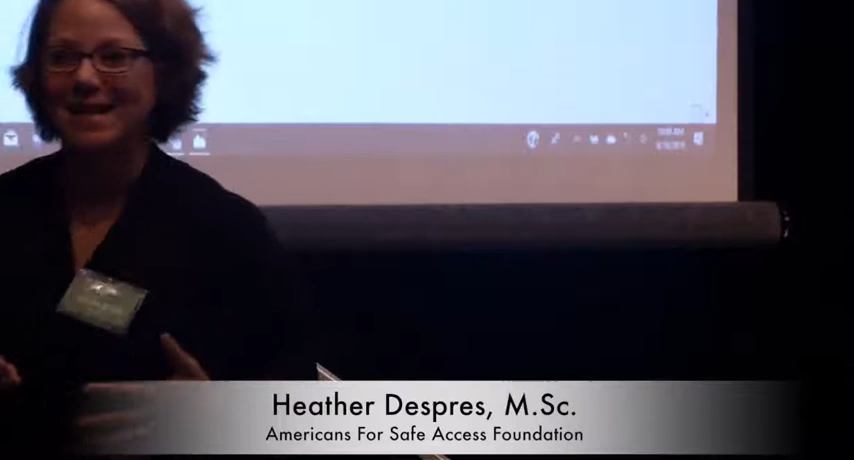 Heather Despres, M.Sc.
Americans For Safe Access Foundation